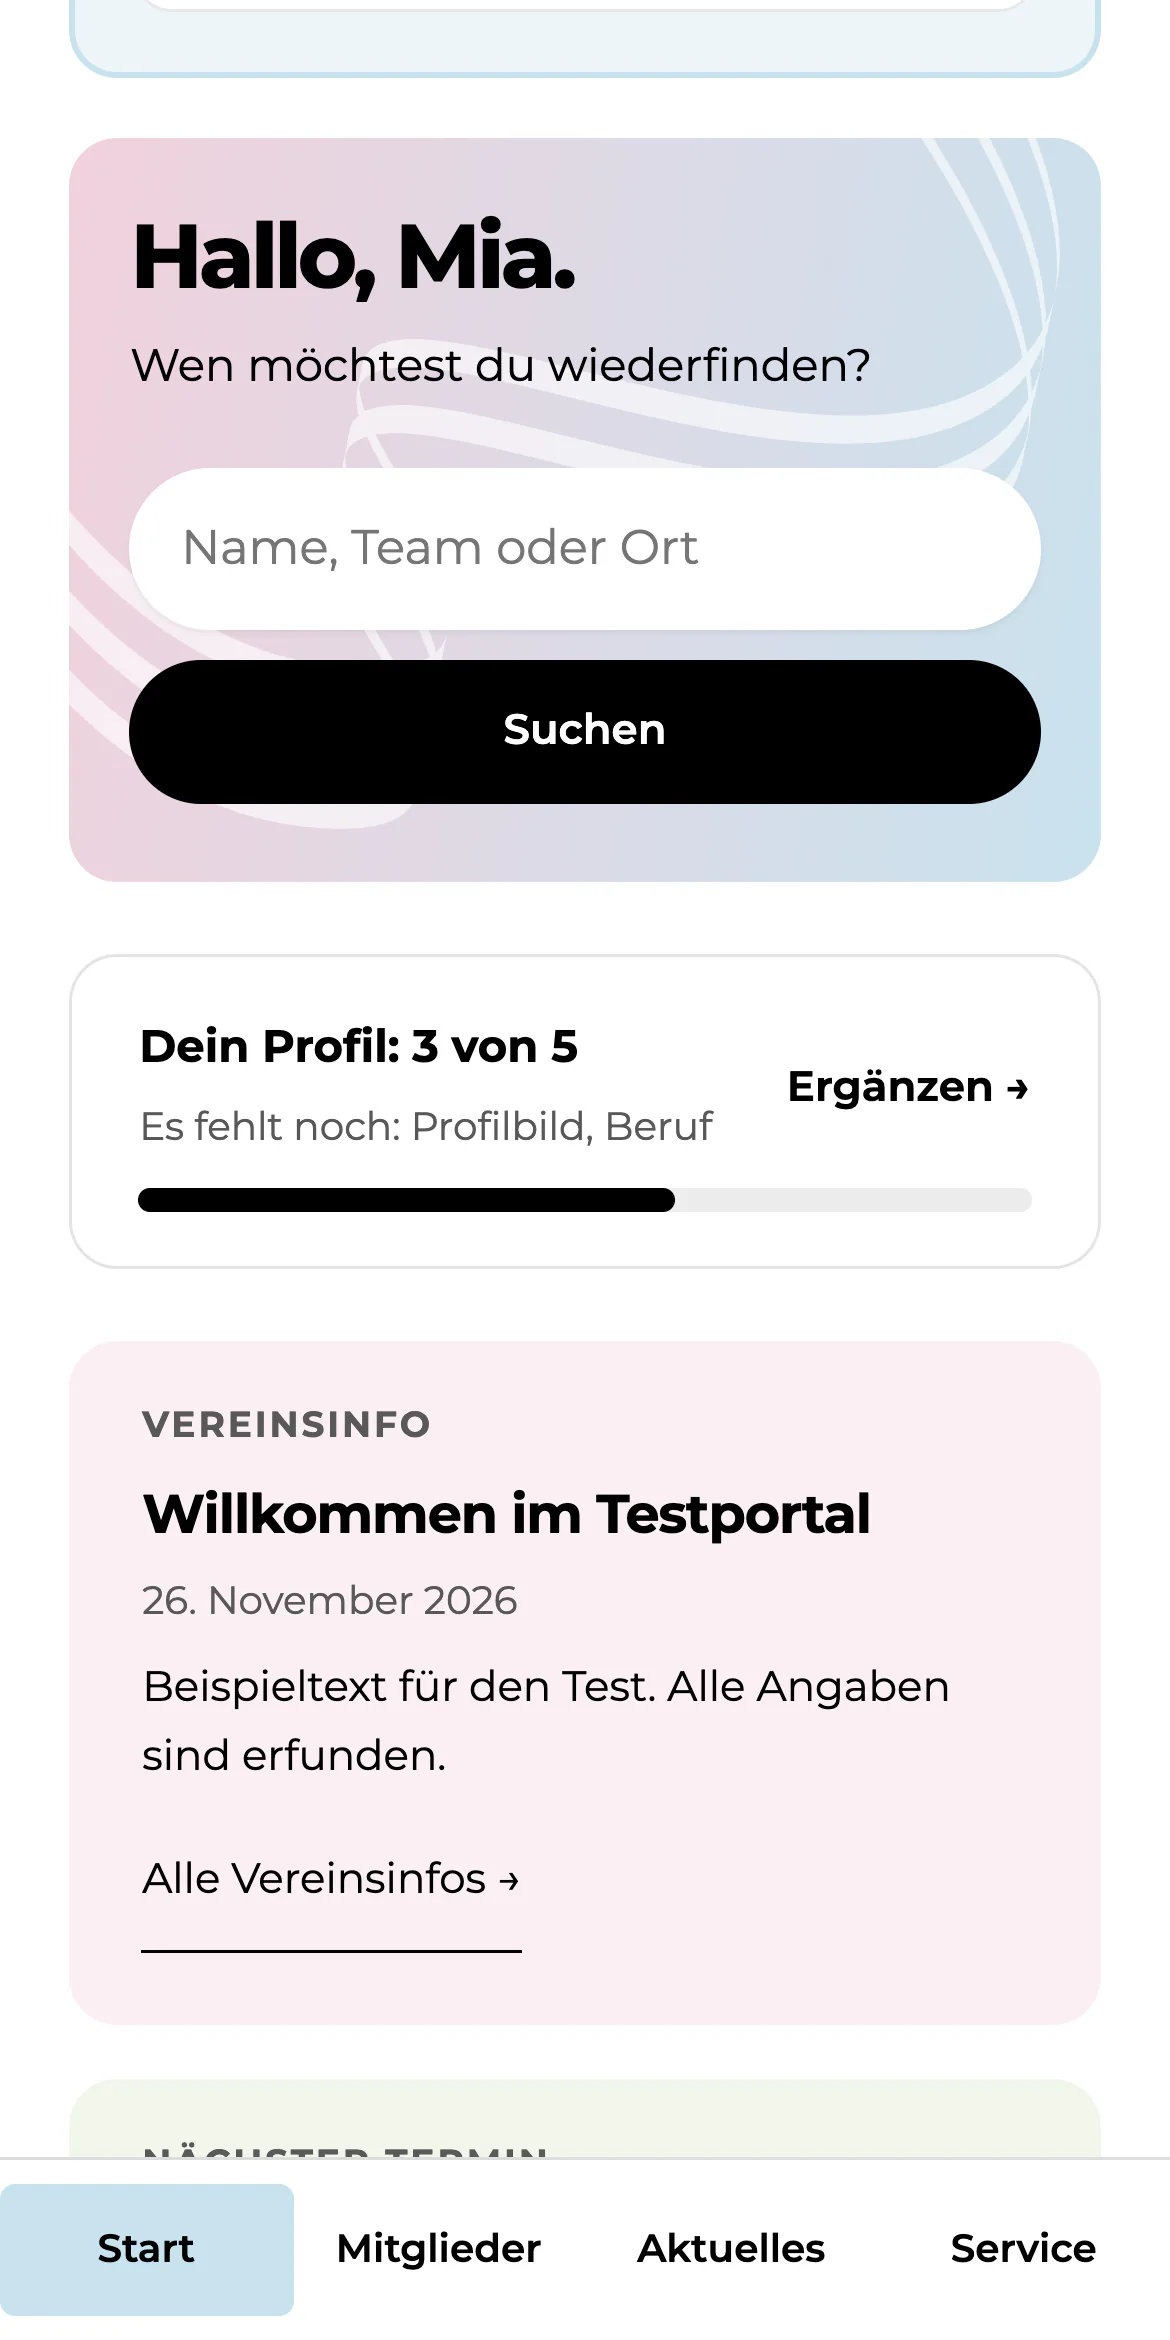 Hallo, Mia.
Wen möchtest du wiederfinden?
Name, Team oder Ort
Suchen
Dein Profil: 3 von 5
Es fehlt noch: Profilbild, Beruf
Ergänzen →
VEREINSINFO
Willkommen im Testportal
26. November 2026
Beispieltext für den Test. Alle Angaben
sind erfunden.
Alle Vereinsinfos →
NÄCHSTER TERMIN
Start
Mitglieder
Aktuelles
Service